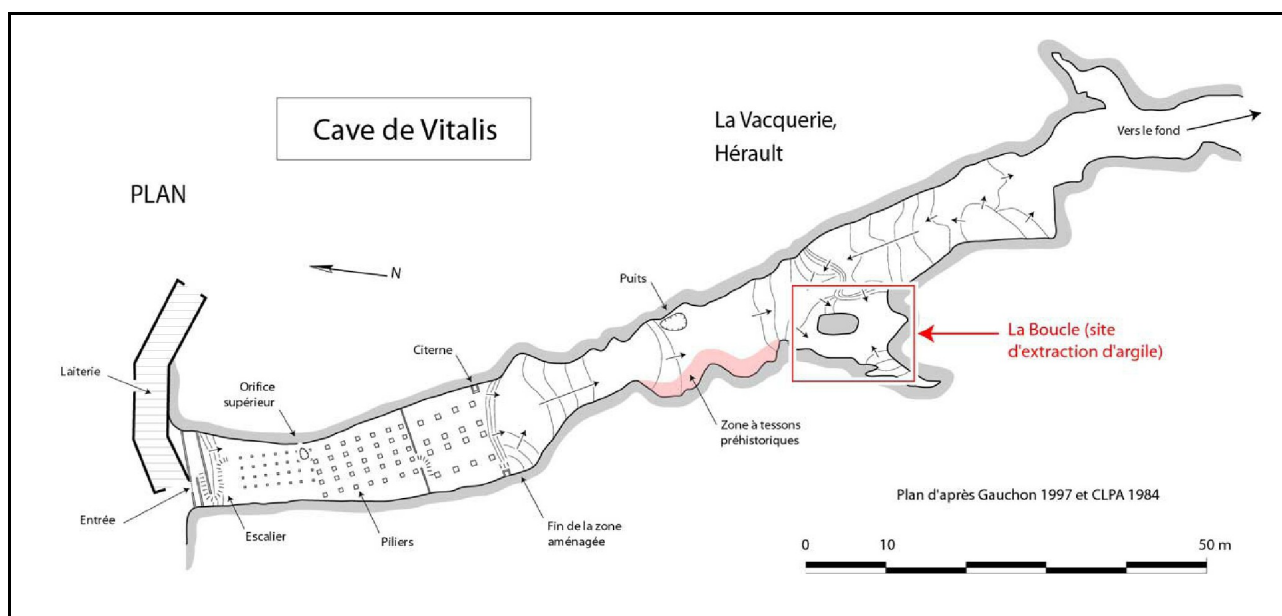 Cave de Vitalis
La Vacquerie,
Hérault
Vers le fond
PLAN
N
Puits
La Boucle (site
d'extraction d'argile)
Citerne
Laiterie
Orifice
supérieur
Zone à tessons
préhistoriques
Plan d'après Gauchon 1997 et CLPA 1984
Entrée
Escalier
Piliers
Fin de la zone
aménagée
0 10 50 m